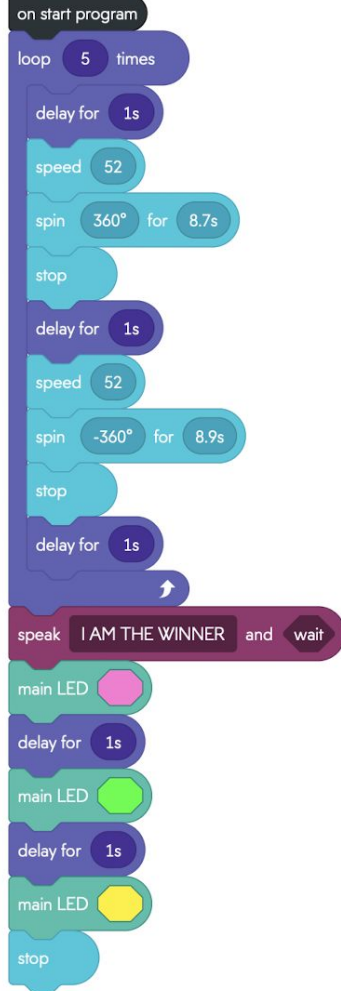 on start program
loop 5 times
delay for 1s
speed 52
spin 360° for 8.7s
stop
delay for 1s
speed 52
spin -360° for 8.9s
stop
delay for 1s
speak I AM THE WINNER and wait
main LED
delay for 1s
main LED
delay for 1s
main LED
stop